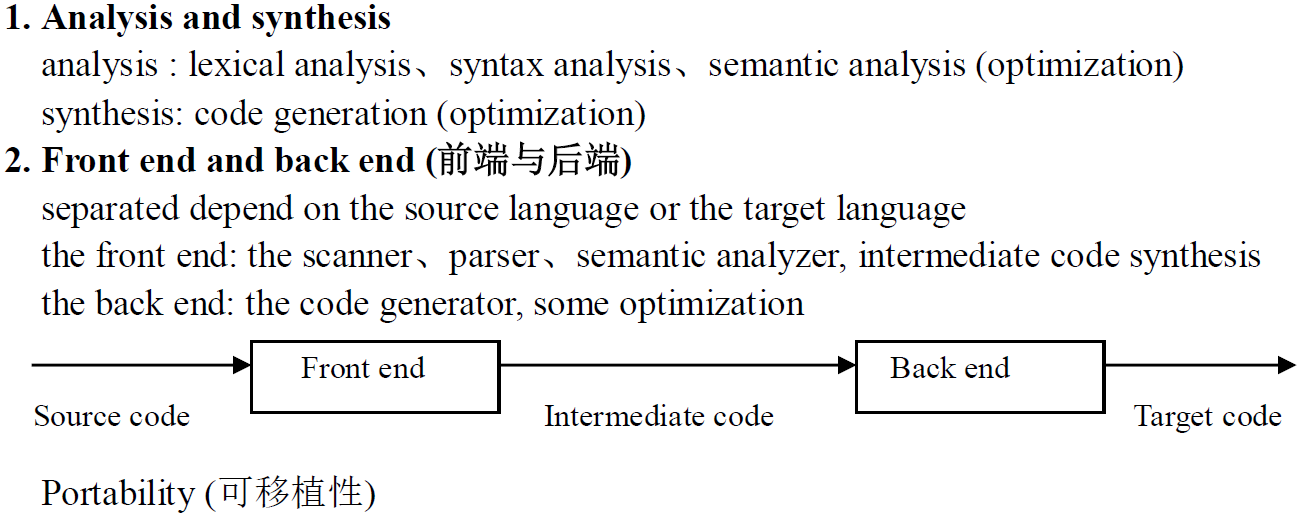 1. Analysis and synthesis
analysis : lexical analysis、syntax analysis、semantic analysis (optimization)
synthesis: code generation (optimization)
2. Front end and back end (前端与后端)
separated depend on the source language or the target language
the front end: the scanner、parser、semantic analyzer, intermediate code synthesis
the back end: the code generator, some optimization
Front end
Back end
Source code
Intermediate code
Target code
Portability (可移植性)